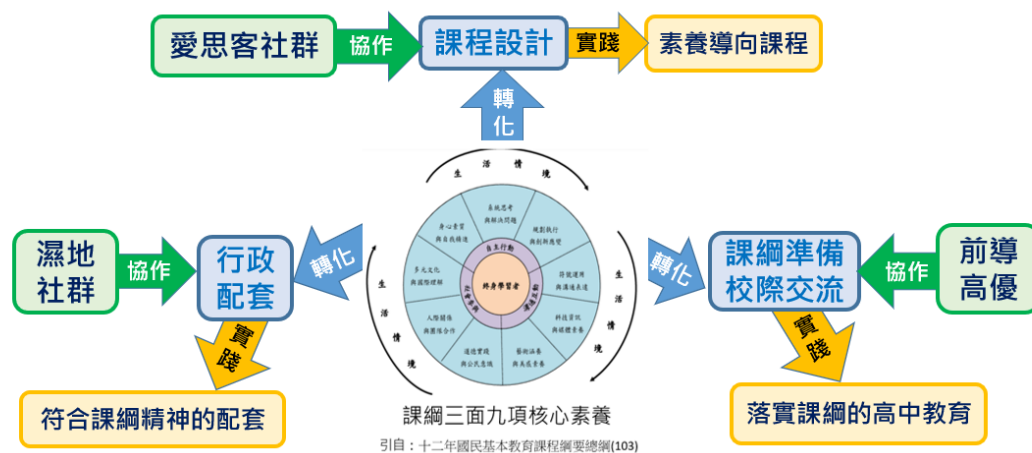 愛思客社群
協作
課程設計
實踐
素養導向課程
轉化
生活情境
系統思考
與解決問題
規劃執行
與創新應變
符號運用
與溝通表達
科技資訊
與媒體素養
藝術涵養
與美感素養
道德實踐
與公民意識
人際關係
與團隊合作
多元文化
與國際理解
身心素質
與自我精進
自主行動
溝通互動
社會參與
終身學習者
生活情境
生活情境
濕地
社群
協作
行政
配套
轉化
實踐
符合課綱精神的配套
轉化
課綱準備
校際交流
協作
前導
高優
實踐
落實課綱的高中教育
課綱三面九項核心素養
引自：十二年國民基本教育課程綱要總綱(103)